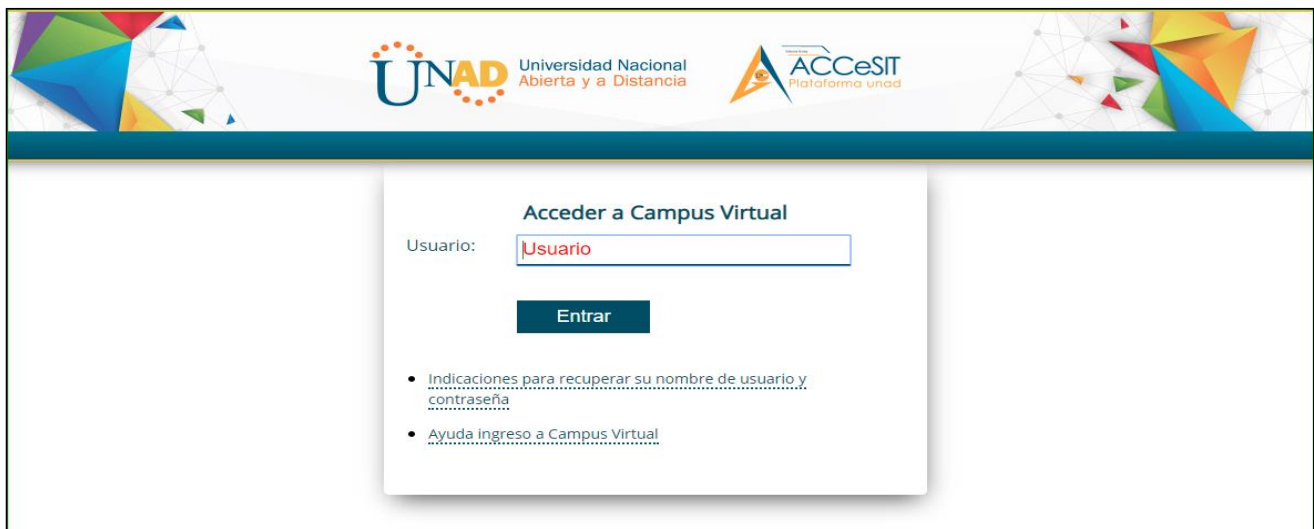 UNAD
Universidad Nacional
Abierta y a Distancia
ACCeSIT
Plataforma unad
Acceder a Campus Virtual
Usuario:
Usuario
Entrar
Indicaciones para recuperar su nombre de usuario y
contraseña
Ayuda ingreso a Campus Virtual